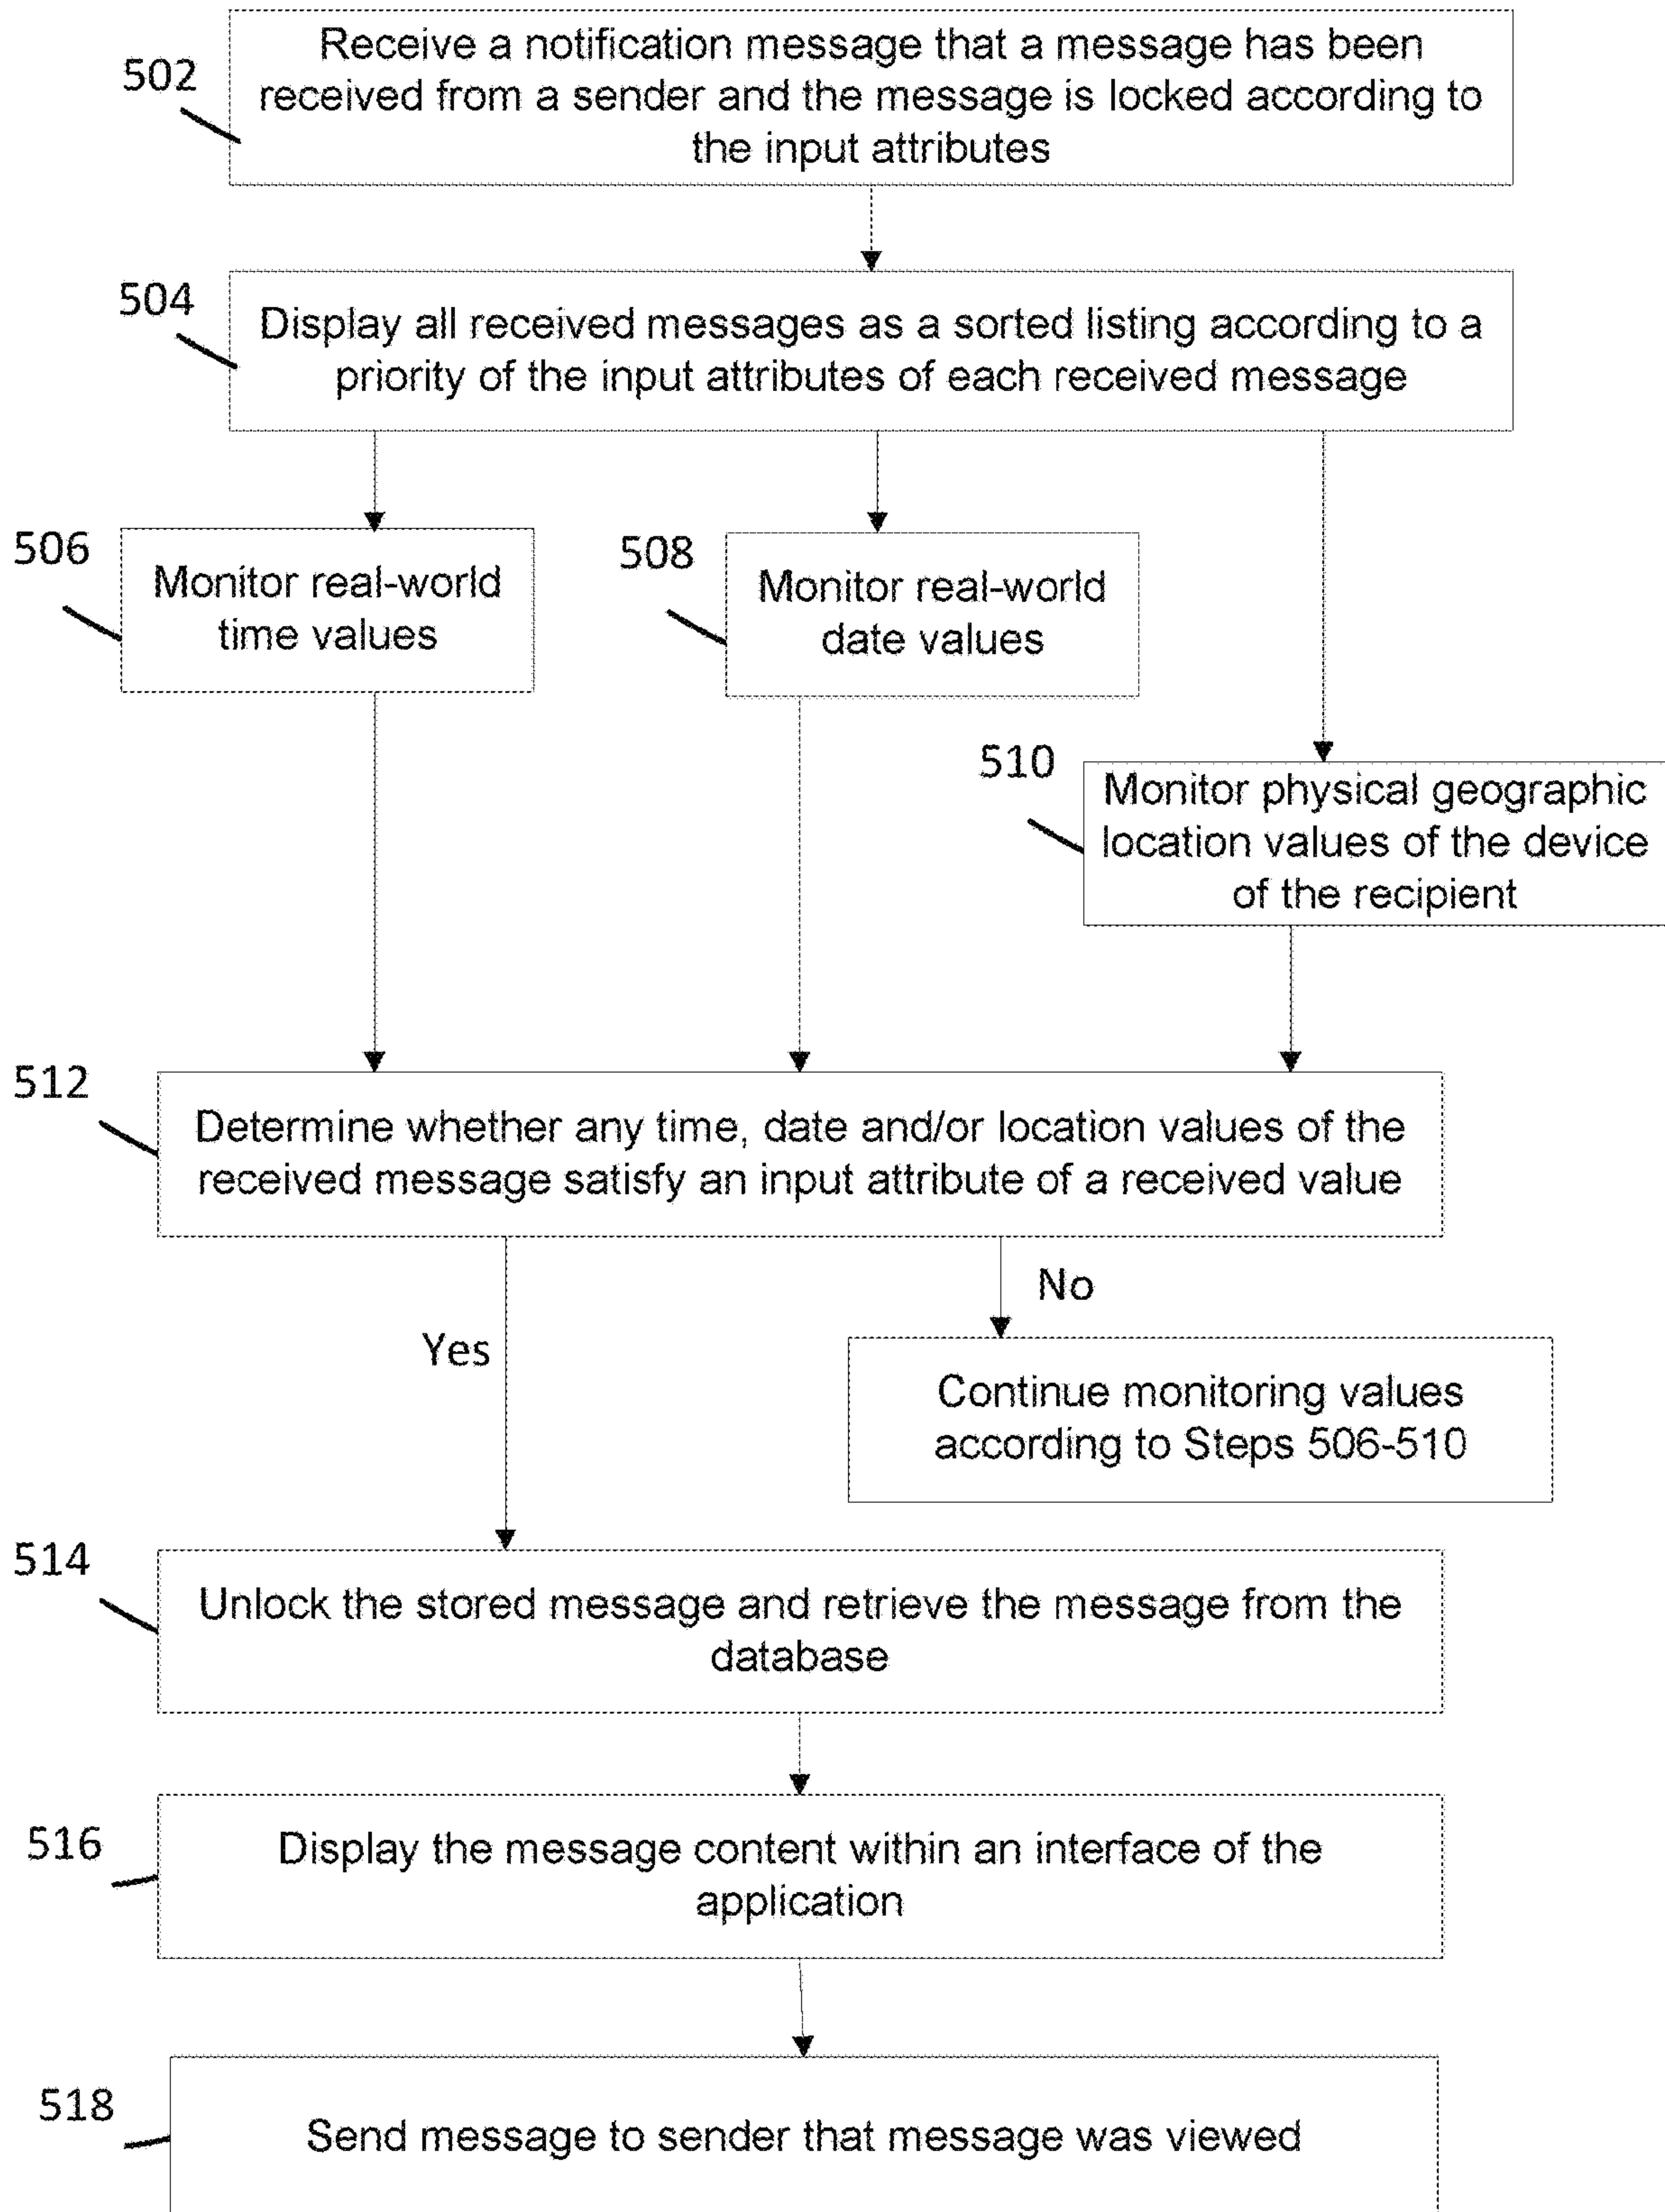 502
Receive a notification message that a message has been
received from a sender and the message is locked according to
the input attributes
504
Display all received messages as a sorted listing according to a
priority of the input attributes of each received message
506
Monitor real-world
time values
508
Monitor real-world
date values
510
Monitor physical geographic
location values of the device
of the recipient
512
Determine whether any time, date and/or location values of the
received message satisfy an input attribute of a received value
Yes
No
Continue monitoring values
according to Steps 506-510
514
Unlock the stored message and retrieve the message from the
database
516
Display the message content within an interface of the
application
518
Send message to sender that message was viewed